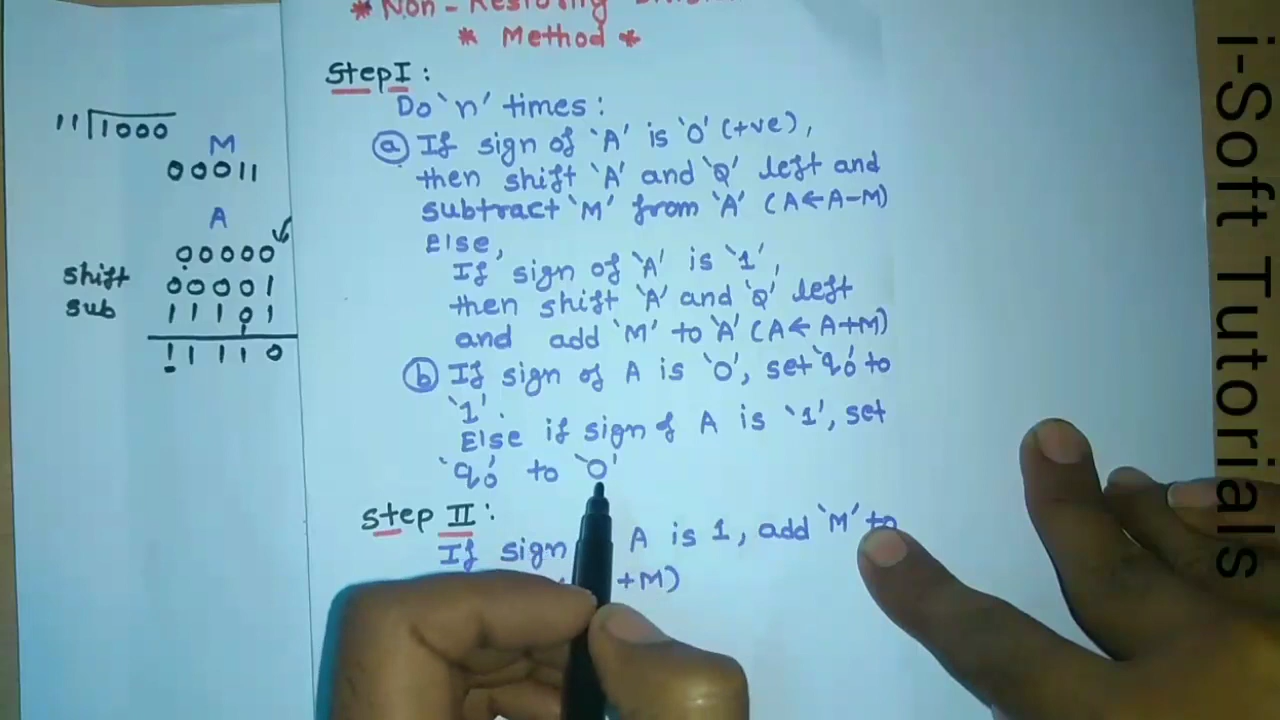 * Non - Restoring
* Method *
Step I :
Do 'n' times :
(a) If sign of 'A' is '0' (+ve),
then shift 'A' and 'Q' left and
subtract 'M' from 'A' (A←A-M)
Else,
If sign of 'A' is '1',
then shift 'A' and 'Q' left
and add 'M' to 'A' (A← A+M)
(b) If sign of A is '0', set 'q0' to
'1'.
Else if sign of A is '1', set
'q0' to '0'
Step II :
If sign A is 1, add 'M' to
+M)
11 1000
M
00011
A
00000
Shift 00001
Sub 11101
11110
i-Soft Tutorials